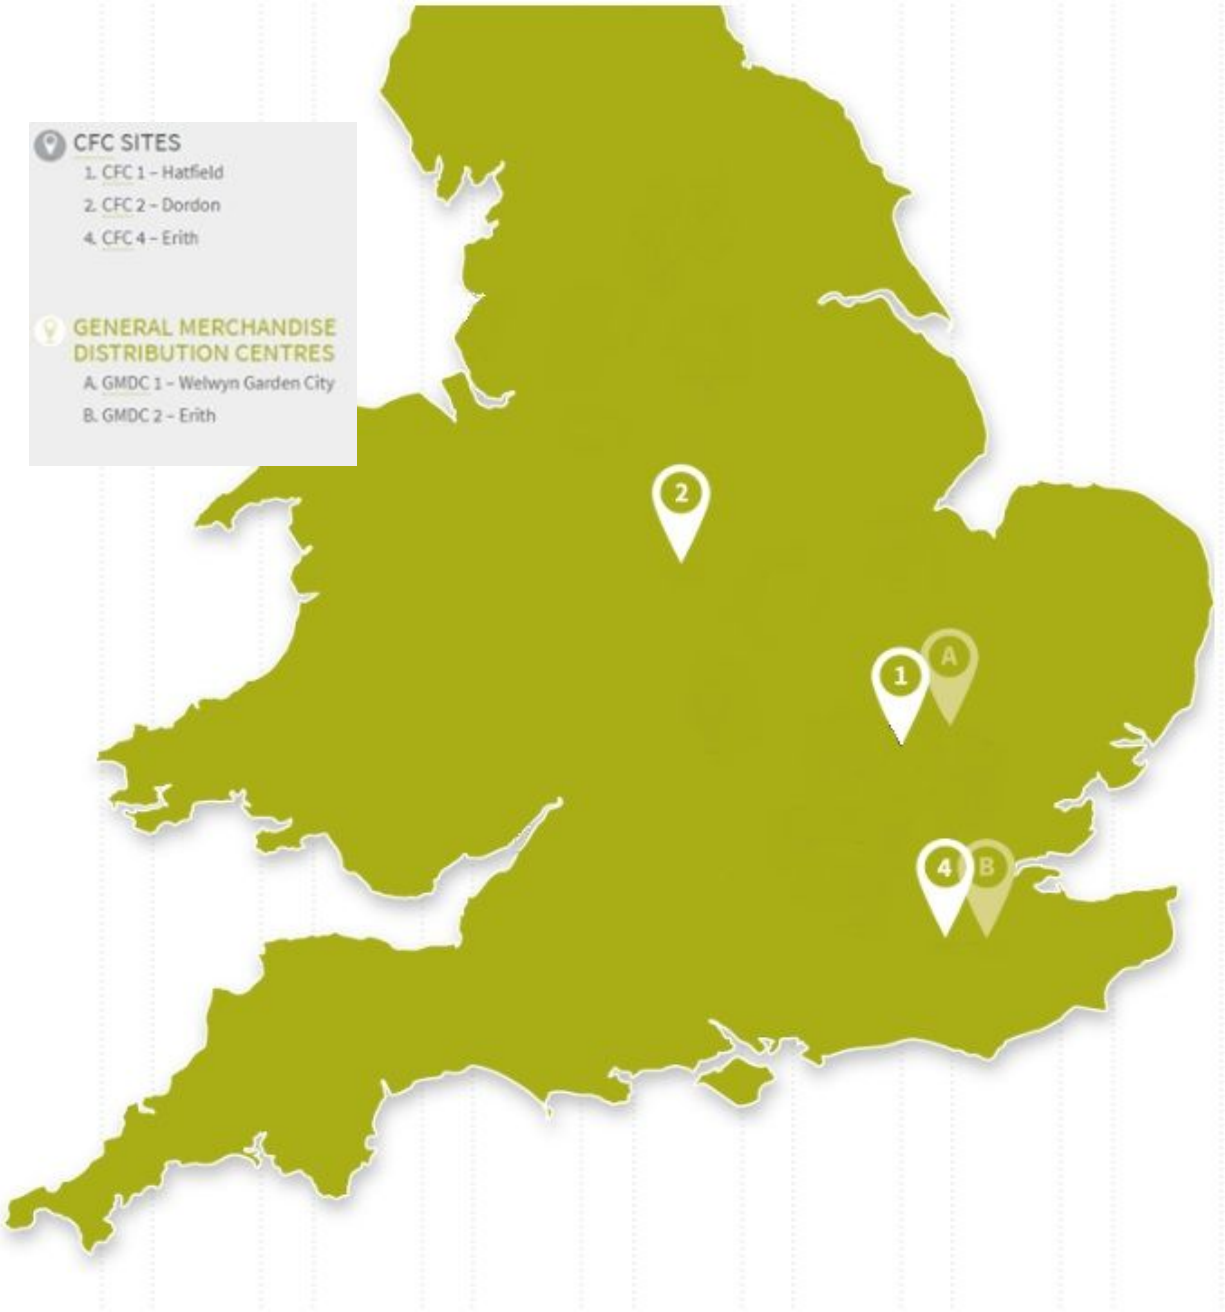 CFC SITES
1. CFC 1 – Hatfield
2. CFC 2 – Dordon
4. CFC 4 – Erith
GENERAL MERCHANDISE
DISTRIBUTION CENTRES
A. GMDC 1 – Welwyn Garden City
B. GMDC 2 – Erith
2
1
A
4
B